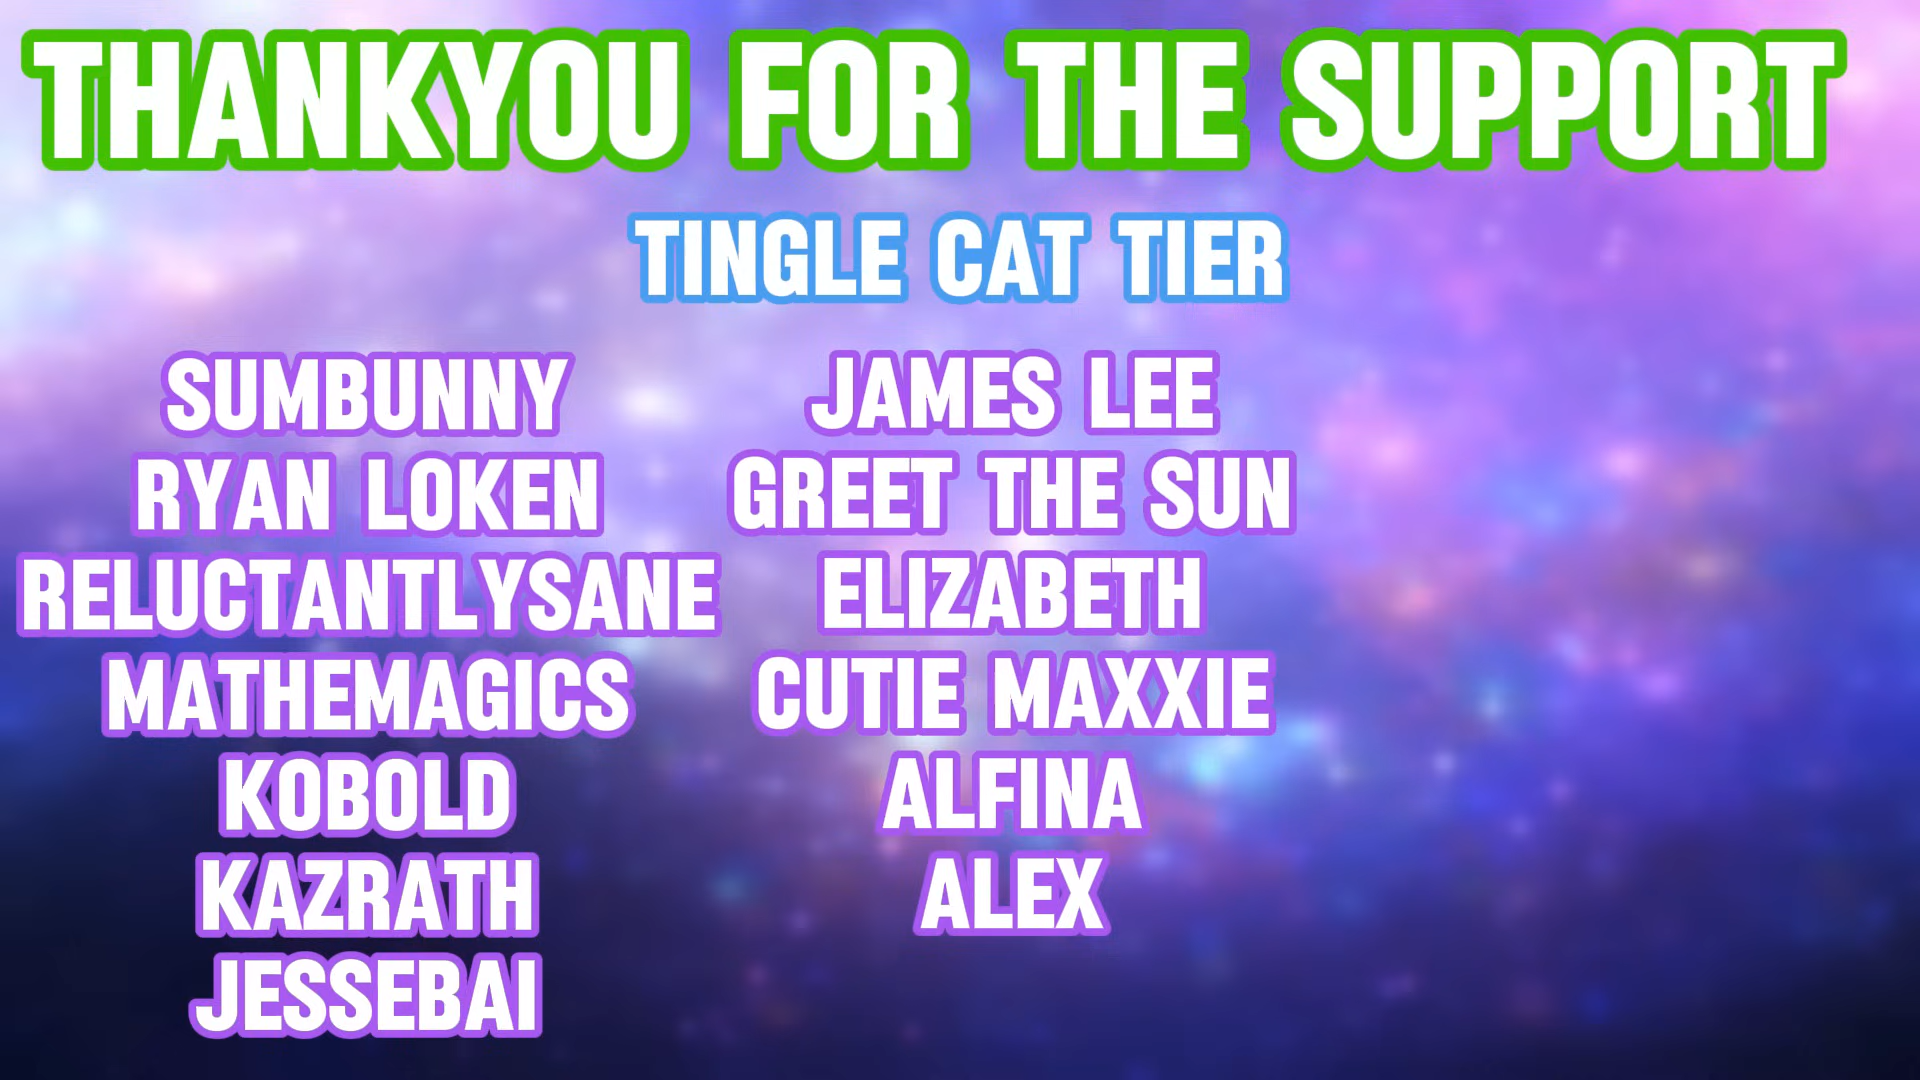 THANKYOU FOR THE SUPPORT
TINGLE CAT TIER
SUMBUNNY
RYAN LOKEN
RELUCTANTLYSANE
MATHEMAGICS
KOBOLD
KAZRATH
JESSEBAI
JAMES LEE
GREET THE SUN
ELIZABETH
CUTIE MAXXIE
ALFINA
ALEX